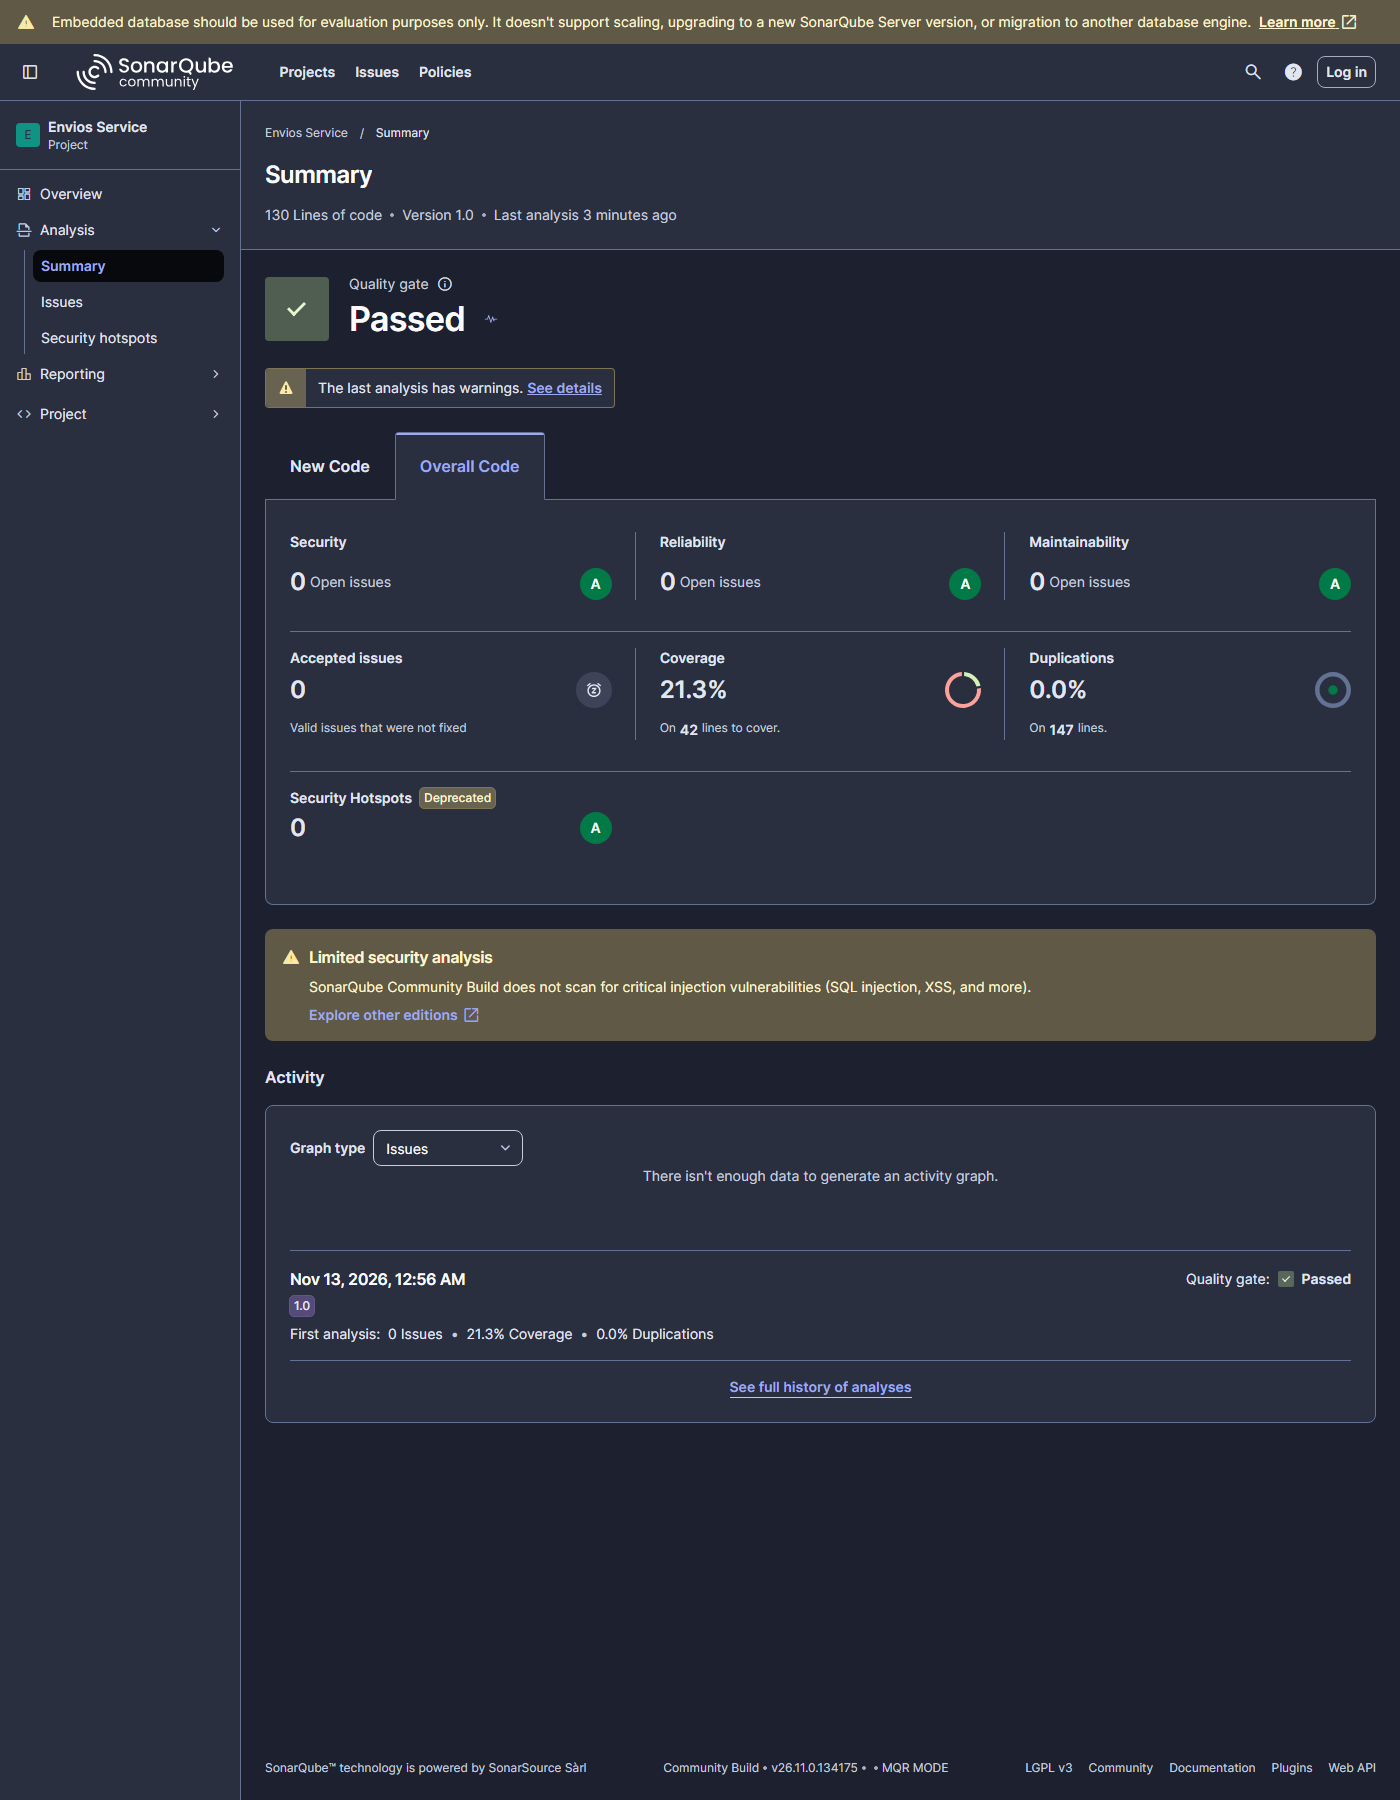 Embedded database should be used for evaluation purposes only. It doesn't support scaling, upgrading to a new SonarQube Server version, or migration to another database engine. Learn more
SonarQube community
Projects Issues Policies
? Log in
E
Envios Service
Project
Overview
Analysis
Summary
Issues
Security hotspots
Reporting
Project
Envios Service / Summary
Summary
130 Lines of code • Version 1.0 • Last analysis 3 minutes ago
Quality gate
Passed
The last analysis has warnings. See details
New Code
Overall Code
Security
0 Open issues
A
Reliability
0 Open issues
A
Maintainability
0 Open issues
A
Accepted issues
0
Valid issues that were not fixed
Coverage
21.3%
On 42 lines to cover.
Duplications
0.0%
On 147 lines.
Security Hotspots Deprecated
0
A
Limited security analysis
SonarQube Community Build does not scan for critical injection vulnerabilities (SQL injection, XSS, and more).
Explore other editions
Activity
Graph type Issues
There isn't enough data to generate an activity graph.
Nov 13, 2026, 12:56 AM
Quality gate: Passed
1.0
First analysis: 0 Issues • 21.3% Coverage • 0.0% Duplications
See full history of analyses
SonarQube™ technology is powered by SonarSource Sàrl
Community Build • v26.11.0.134175 • • MQR MODE
LGPL v3 Community Documentation Plugins Web API